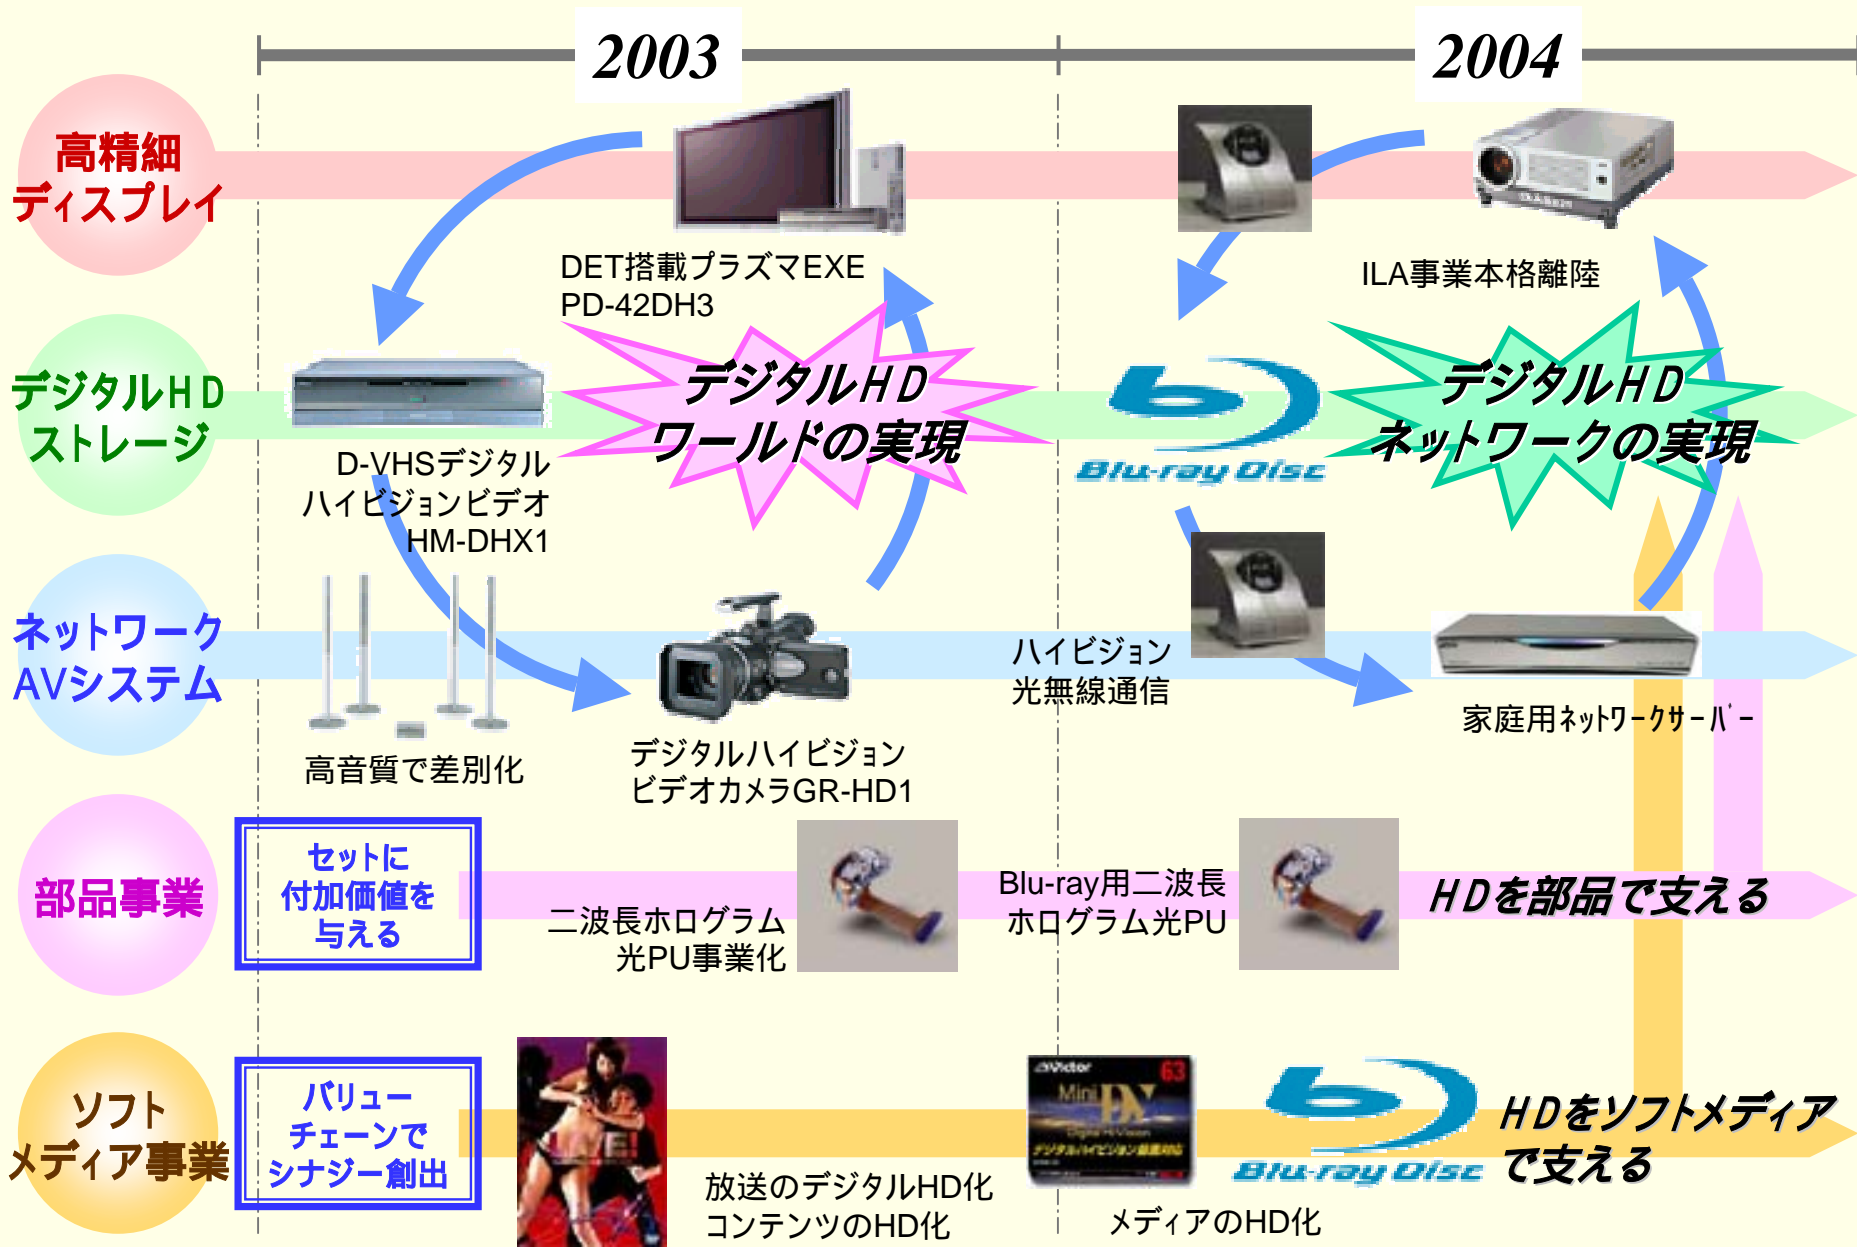 2003
2004
高精細
ディスプレイ
DET搭載プラズマEXE
PD-42DH3
ILA事業本格離陸
デジタルHD
ストレージ
D-VHSデジタル
ハイビジョンビデオ
HM-DHX1
デジタルHD
ワールドの実現
Blu-ray Disc
デジタルHD
ネットワークの実現
ネットワーク
AVシステム
高音質で差別化
デジタルハイビジョン
ビデオカメラGR-HD1
ハイビジョン
光無線通信
家庭用ネットワークサーバー
部品事業
セットに
付加価値を
与える
二波長ホログラム
光PU事業化
Blu-ray用二波長
ホログラム光PU
HDを部品で支える
ソフト
メディア事業
バリュー
チェーンで
シナジー創出
LIVE!
放送のデジタルHD化
コンテンツのHD化
Victor
63
Mini DV
Digital Hi-Vision
メディアのHD化
Blu-ray Disc
HDをソフトメディア
で支える